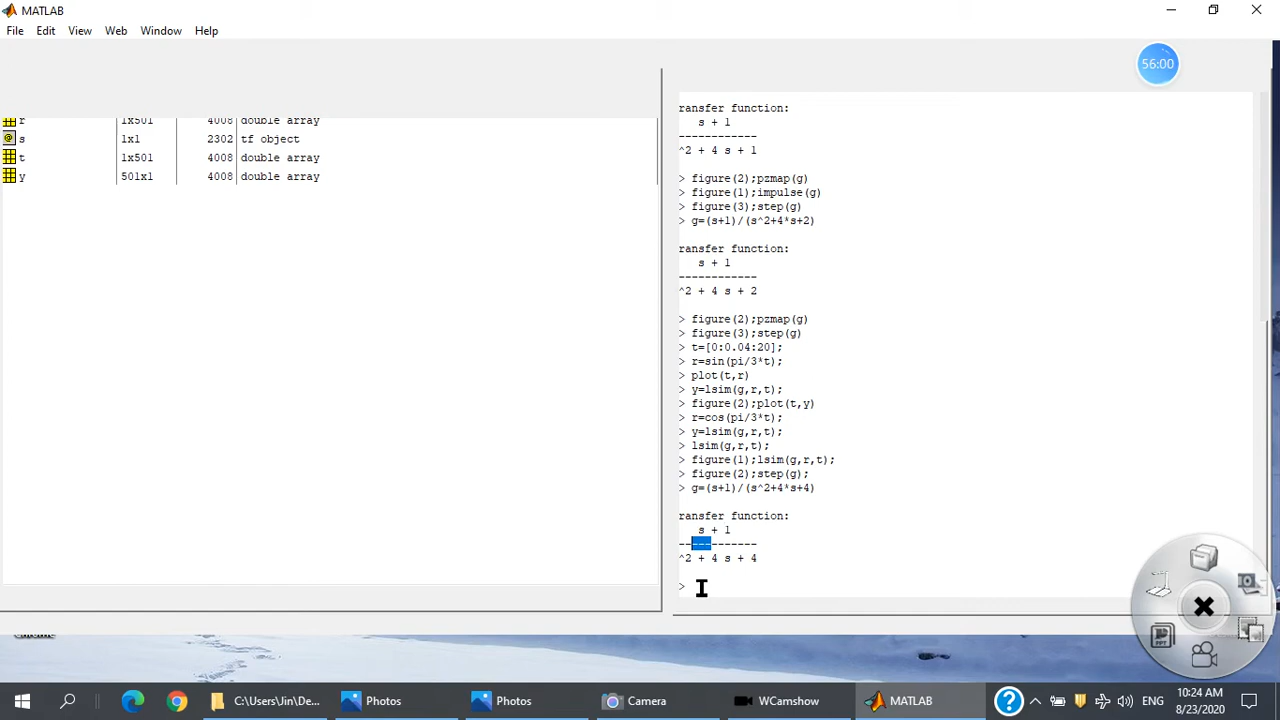 MATLAB
File Edit View Web Window Help
56:00
r 1x501 4008 double array
s 1x1 2302 tf object
t 1x501 4008 double array
y 501x1 4008 double array
ransfer function:
s + 1
------------
^2 + 4 s + 1
> figure(2);pzmap(g)
> figure(1);impulse(g)
> figure(3);step(g)
> g=(s+1)/(s^2+4*s+2)
ransfer function:
s + 1
------------
^2 + 4 s + 2
> figure(2);pzmap(g)
> figure(3);step(g)
> t=[0:0.04:20];
> r=sin(pi/3*t);
> plot(t,r)
> y=lsim(g,r,t);
> figure(2);plot(t,y)
> r=cos(pi/3*t);
> y=lsim(g,r,t);
> lsim(g,r,t);
> figure(1);lsim(g,r,t);
> figure(2);step(g);
> g=(s+1)/(s^2+4*s+4)
ransfer function:
s + 1
------------
^2 + 4 s + 4
>
PPT
C:\Users\Jin\De... Photos Photos Camera WCamshow MATLAB ENG
10:24 AM
8/23/2020